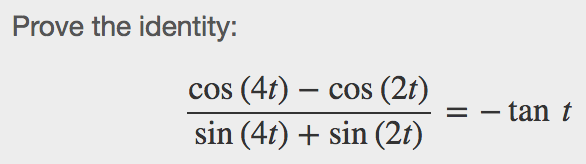 Prove the identity:
cos (4t) − cos (2t)
sin (4t) + sin (2t)
= − tan t